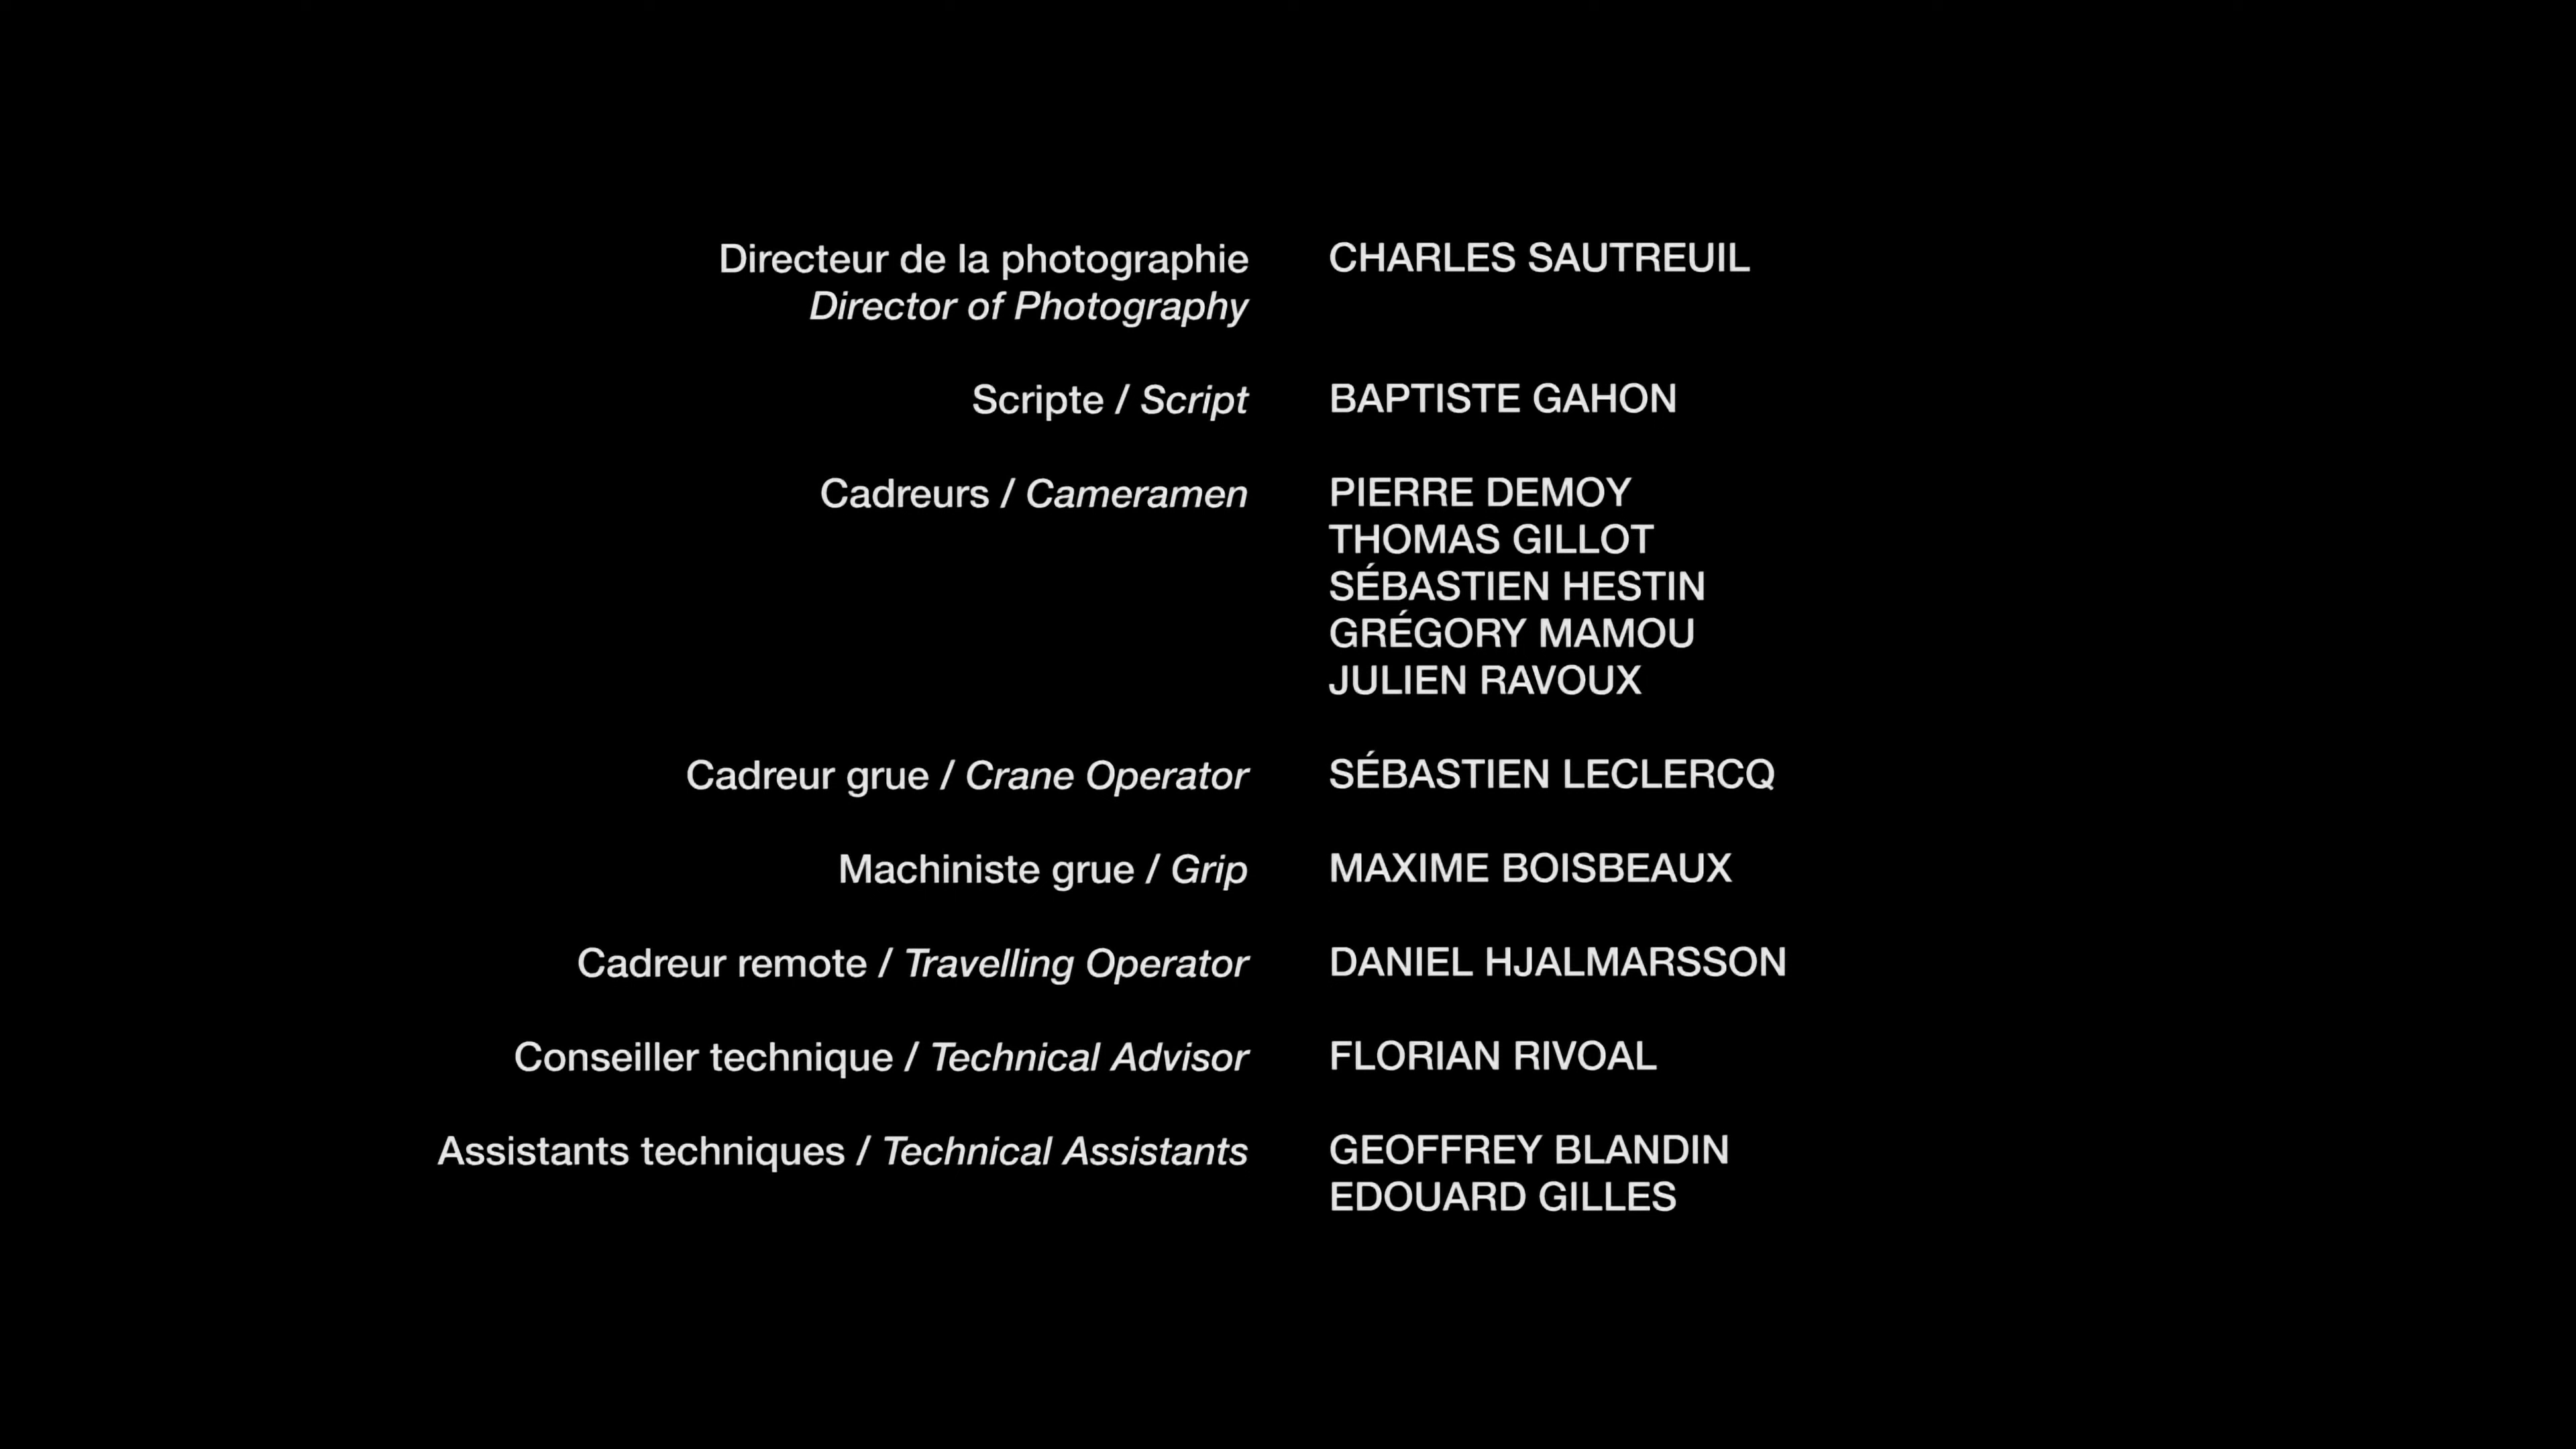 Directeur de la photographie CHARLES SAUTREUIL
Director of Photography
Scripte / Script BAPTISTE GAHON
Cadreurs / Cameramen PIERRE DEMOY
THOMAS GILLOT
SÉBASTIEN HESTIN
GRÉGORY MAMOU
JULIEN RAVOUX
Cadreur grue / Crane Operator SÉBASTIEN LECLERCQ
Machiniste grue / Grip MAXIME BOISBEAUX
Cadreur remote / Travelling Operator DANIEL HJALMARSSON
Conseiller technique / Technical Advisor FLORIAN RIVOAL
Assistants techniques / Technical Assistants GEOFFREY BLANDIN
EDOUARD GILLES